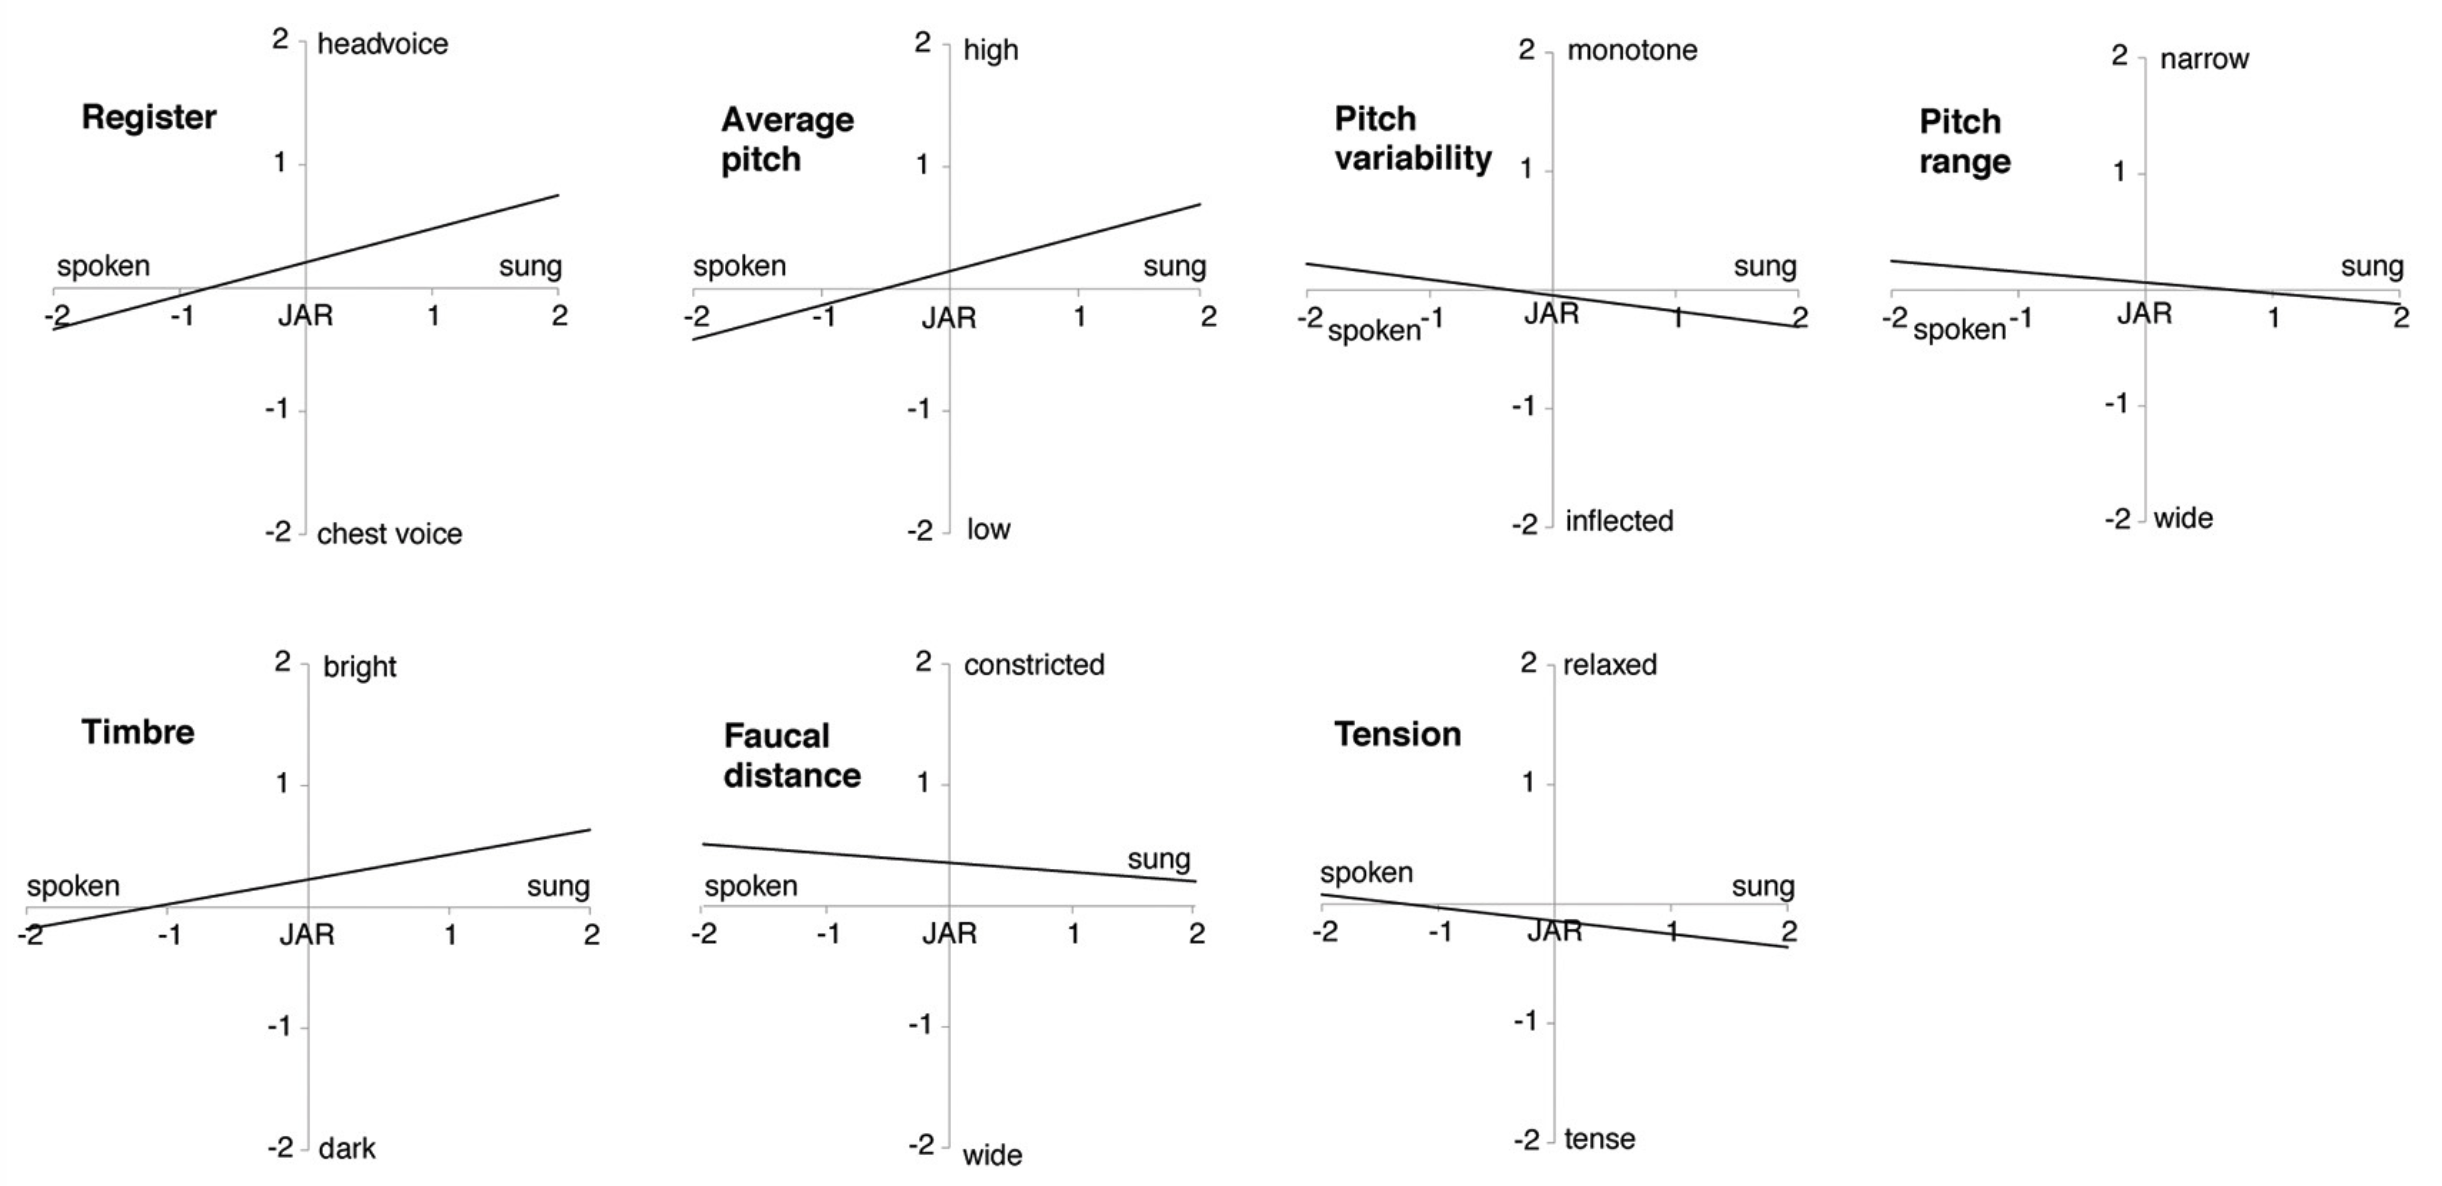 Register
2 headvoice
1
spoken
sung
-2 -1 JAR 1 2
-1
-2 chest voice
Average
pitch
2 high
1
spoken
sung
-2 -1 JAR 1 2
-1
-2 low
Pitch
variability
2 monotone
1
sung
-2 spoken -1 JAR 1 2
-1
-2 inflected
Pitch
range
2 narrow
1
sung
-2 spoken -1 JAR 1 2
-1
-2 wide
Timbre
2 bright
1
spoken
sung
-2 -1 JAR 1 2
-1
-2 dark
Faucal
distance
2 constricted
1
sung
spoken
-2 -1 JAR 1 2
-1
-2 wide
Tension
2 relaxed
1
spoken
sung
-2 -1 JAR 1 2
-1
-2 tense